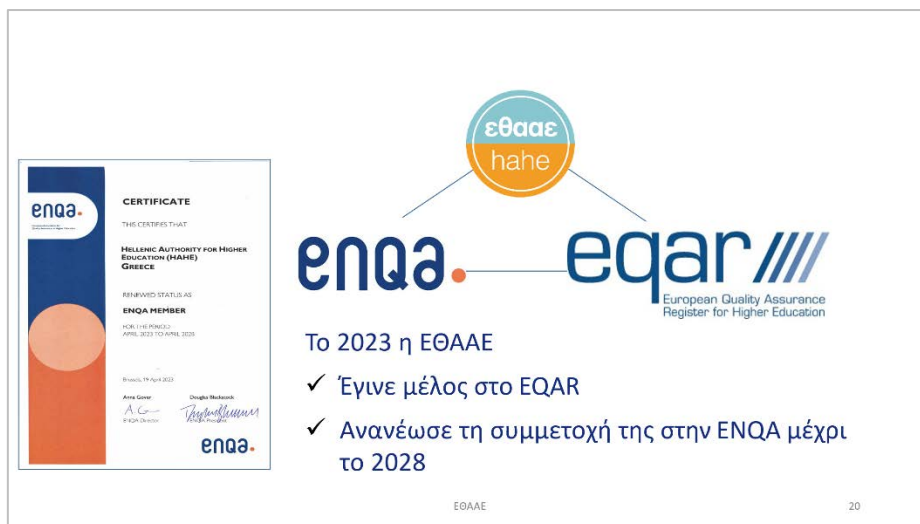 εθααε
hahe
enqa.
CERTIFICATE
THIS CERTIFIES THAT
HELLENIC AUTHORITY FOR HIGHER
EDUCATION (HAHE)
GREECE
RENEWED STATUS AS
ENQA MEMBER
FOR THE PERIOD
APRIL 2023 TO APRIL 2028
Brussels, 19 April 2023
Anna Gover
Douglas Blackstock
ENQA Director
ENQA President
enqa.
enqa.
eqar
European Quality Assurance
Register for Higher Education
Το 2023 η ΕΘΑΑΕ
✓ Έγινε μέλος στο EQAR
✓ Ανανέωσε τη συμμετοχή της στην ENQA μέχρι
το 2028
ΕΘΑΑΕ
20